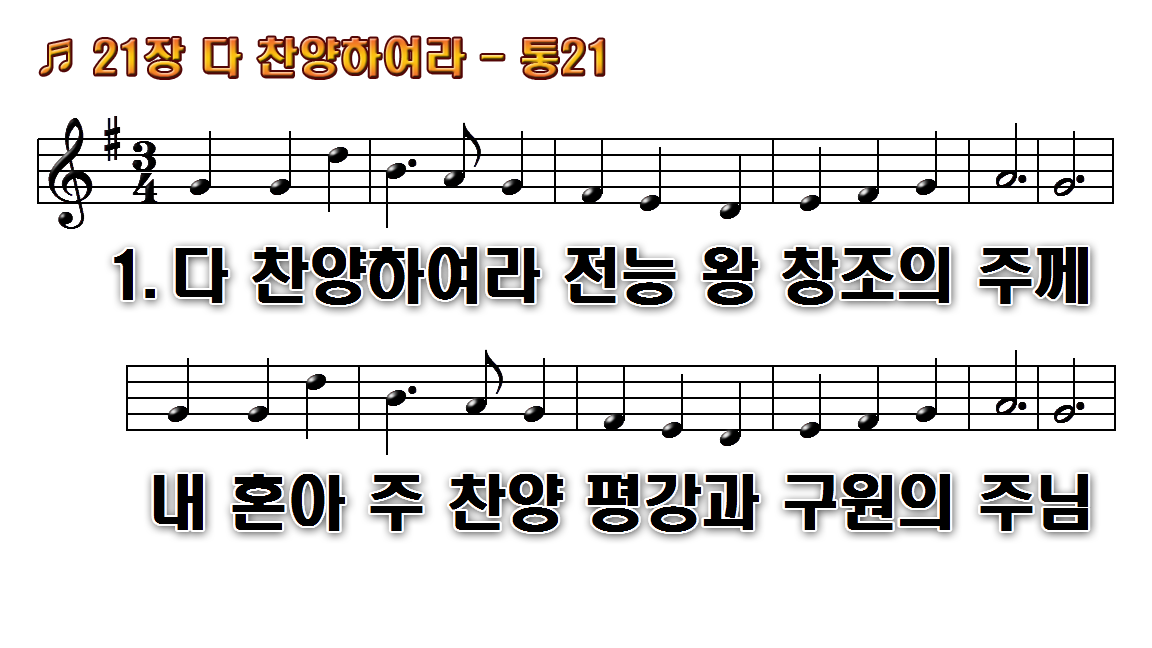 21장 다 찬양하여라 - 통21
1. 다 찬양하여라 전능 왕 창조의 주께
내 혼아 주 찬양 평강과 구원의 주님